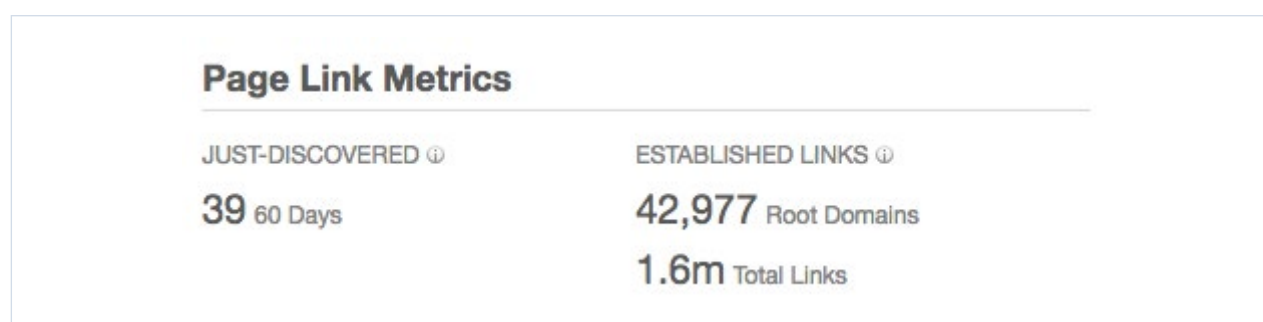 Page Link Metrics
JUST-DISCOVERED ⓘ
39 60 Days
ESTABLISHED LINKS ⓘ
42,977 Root Domains
1.6m Total Links